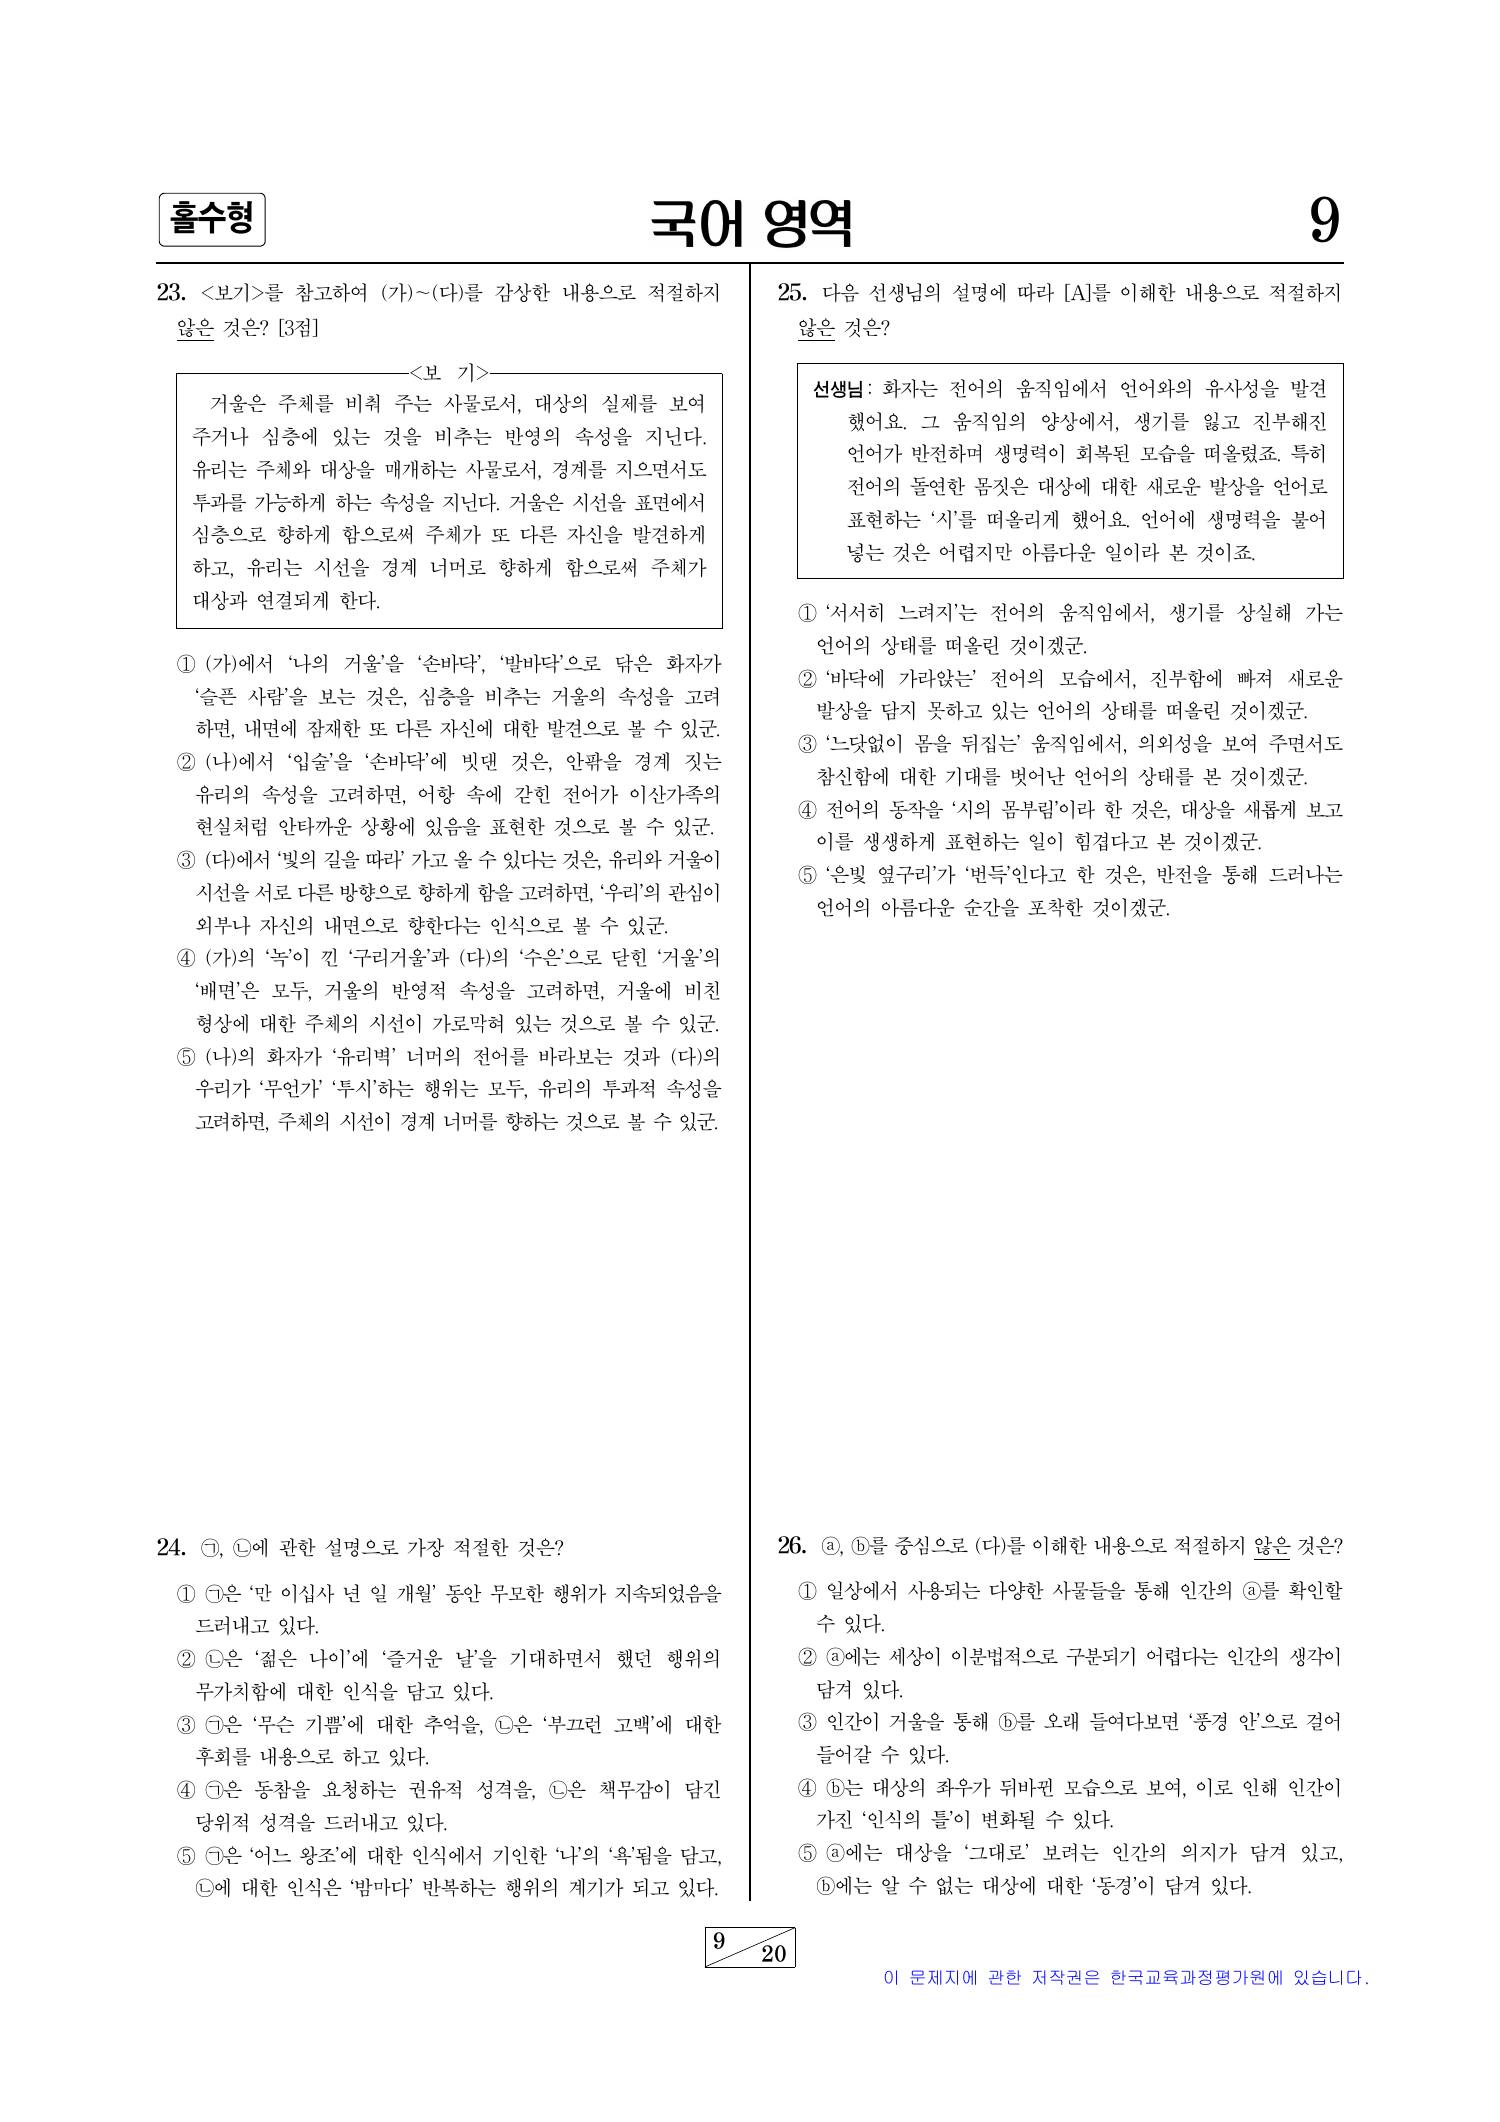 홀수형
국어 영역
9
23. <보기>를 참고하여 (가)~(다)를 감상한 내용으로 적절하지
않은 것은? [3점]
<보 기>
거울은 주체를 비춰 주는 사물로서, 대상의 실제를 보여
주거나 심층에 있는 것을 비추는 반영의 속성을 지닌다.
유리는 주체와 대상을 매개하는 사물로서, 경계를 지으면서도
투과를 가능하게 하는 속성을 지닌다. 거울은 시선을 표면에서
심층으로 향하게 함으로써 주체가 또 다른 자신을 발견하게
하고, 유리는 시선을 경계 너머로 향하게 함으로써 주체가
대상과 연결되게 한다.
① (가)에서 ‘나의 거울’을 ‘손바닥’, ‘발바닥’으로 닦은 화자가
‘슬픈 사람’을 보는 것은, 심층을 비추는 거울의 속성을 고려
하면, 내면에 잠재한 또 다른 자신에 대한 발견으로 볼 수 있군.
② (나)에서 ‘입술’을 ‘손바닥’에 빗댄 것은, 안팎을 경계 짓는
유리의 속성을 고려하면, 어항 속에 갇힌 전어가 이산가족의
현실처럼 안타까운 상황에 있음을 표현한 것으로 볼 수 있군.
③ (다)에서 ‘빛의 길을 따라’ 가고 올 수 있다는 것은, 유리와 거울이
시선을 서로 다른 방향으로 향하게 함을 고려하면, ‘우리’의 관심이
외부나 자신의 내면으로 향한다는 인식으로 볼 수 있군.
④ (가)의 ‘녹’이 낀 ‘구리거울’과 (다)의 ‘수은’으로 닫힌 ‘거울’의
‘배면’은 모두, 거울의 반영적 속성을 고려하면, 거울에 비친
형상에 대한 주체의 시선이 가로막혀 있는 것으로 볼 수 있군.
⑤ (나)의 화자가 ‘유리벽’ 너머의 전어를 바라보는 것과 (다)의
우리가 ‘무언가’ ‘투시’하는 행위는 모두, 유리의 투과적 속성을
고려하면, 주체의 시선이 경계 너머를 향하는 것으로 볼 수 있군.
24. ㉠, ㉡에 관한 설명으로 가장 적절한 것은?
① ㉠은 ‘만 이십사 년 일 개월’ 동안 무모한 행위가 지속되었음을
드러내고 있다.
② ㉡은 ‘젊은 나이’에 ‘즐거운 날’을 기대하면서 했던 행위의
무가치함에 대한 인식을 담고 있다.
③ ㉠은 ‘무슨 기쁨’에 대한 추억을, ㉡은 ‘부끄런 고백’에 대한
후회를 내용으로 하고 있다.
④ ㉠은 동참을 요청하는 권유적 성격을, ㉡은 책무감이 담긴
당위적 성격을 드러내고 있다.
⑤ ㉠은 ‘어느 왕조’에 대한 인식에서 기인한 ‘나’의 ‘욕’됨을 담고,
㉡에 대한 인식은 ‘밤마다’ 반복하는 행위의 계기가 되고 있다.
25. 다음 선생님의 설명에 따라 [A]를 이해한 내용으로 적절하지
않은 것은?
선생님: 화자는 전어의 움직임에서 언어와의 유사성을 발견
했어요. 그 움직임의 양상에서, 생기를 잃고 진부해진
언어가 반전하며 생명력이 회복된 모습을 떠올렸죠. 특히
전어의 돌연한 몸짓은 대상에 대한 새로운 발상을 언어로
표현하는 ‘시’를 떠올리게 했어요. 언어에 생명력을 불어
넣는 것은 어렵지만 아름다운 일이라 본 것이죠.
① ‘서서히 느려지’는 전어의 움직임에서, 생기를 상실해 가는
언어의 상태를 떠올린 것이겠군.
② ‘바닥에 가라앉는’ 전어의 모습에서, 진부함에 빠져 새로운
발상을 담지 못하고 있는 언어의 상태를 떠올린 것이겠군.
③ ‘느닷없이 몸을 뒤집는’ 움직임에서, 의외성을 보여 주면서도
참신함에 대한 기대를 벗어난 언어의 상태를 본 것이겠군.
④ 전어의 동작을 ‘시의 몸부림’이라 한 것은, 대상을 새롭게 보고
이를 생생하게 표현하는 일이 힘겹다고 본 것이겠군.
⑤ ‘은빛 옆구리’가 ‘번득’인다고 한 것은, 반전을 통해 드러나는
언어의 아름다운 순간을 포착한 것이겠군.
26. ⓐ, ⓑ를 중심으로 (다)를 이해한 내용으로 적절하지 않은 것은?
① 일상에서 사용되는 다양한 사물들을 통해 인간의 ⓐ를 확인할
수 있다.
② ⓐ에는 세상이 이분법적으로 구분되기 어렵다는 인간의 생각이
담겨 있다.
③ 인간이 거울을 통해 ⓑ를 오래 들여다보면 ‘풍경 안’으로 걸어
들어갈 수 있다.
④ ⓑ는 대상의 좌우가 뒤바뀐 모습으로 보여, 이로 인해 인간이
가진 ‘인식의 틀’이 변화될 수 있다.
⑤ ⓐ에는 대상을 ‘그대로’ 보려는 인간의 의지가 담겨 있고,
ⓑ에는 알 수 없는 대상에 대한 ‘동경’이 담겨 있다.
9
20
이 문제지에 관한 저작권은 한국교육과정평가원에 있습니다.